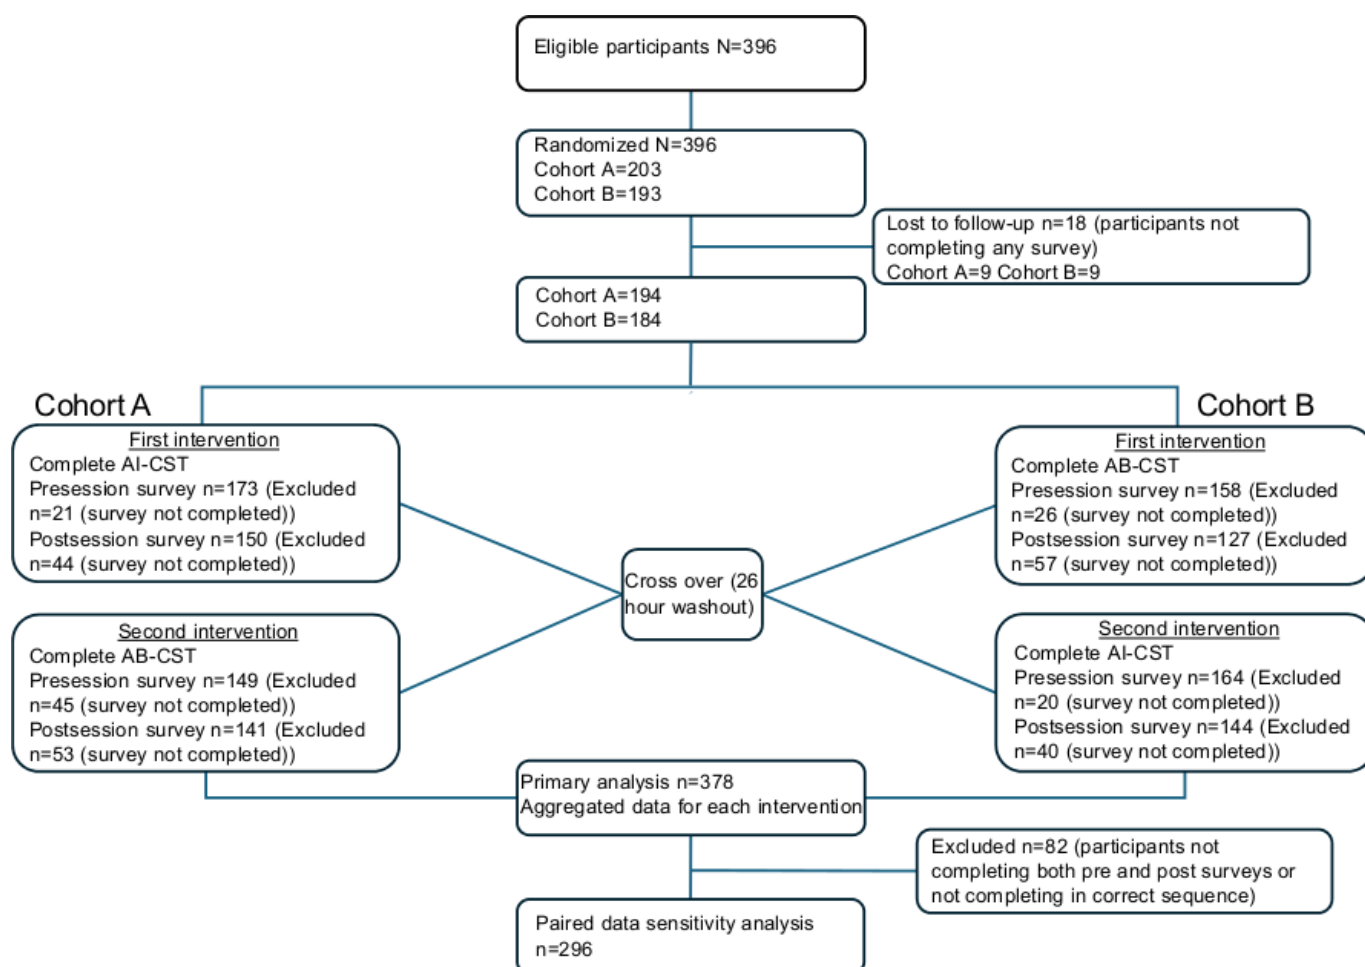 Eligible participants N=396
Randomized N=396
Cohort A=203
Cohort B=193
Lost to follow-up n=18 (participants not
completing any survey)
Cohort A=9 Cohort B=9
Cohort A=194
Cohort B=184
Cohort A
First intervention
Complete AI-CST
Presession survey n=173 (Excluded
n=21 (survey not completed))
Postsession survey n=150 (Excluded
n=44 (survey not completed))
Cohort B
First intervention
Complete AB-CST
Presession survey n=158 (Excluded
n=26 (survey not completed))
Postsession survey n=127 (Excluded
n=57 (survey not completed))
Cross over (26
hour washout)
Second intervention
Complete AB-CST
Presession survey n=149 (Excluded
n=45 (survey not completed))
Postsession survey n=141 (Excluded
n=53 (survey not completed))
Second intervention
Complete AI-CST
Presession survey n=164 (Excluded
n=20 (survey not completed))
Postsession survey n=144 (Excluded
n=40 (survey not completed))
Primary analysis n=378
Aggregated data for each intervention
Excluded n=82 (participants not
completing both pre and post surveys or
not completing in correct sequence)
Paired data sensitivity analysis
n=296